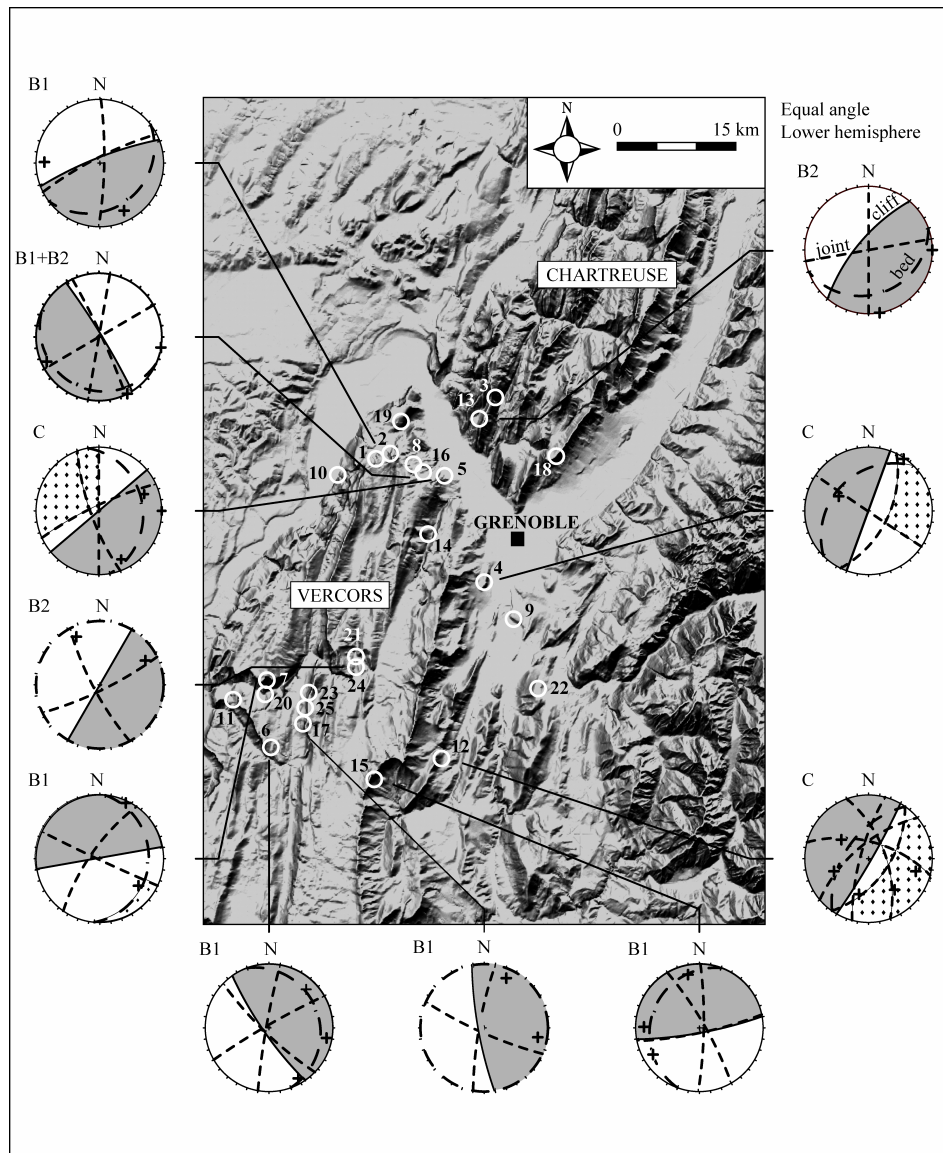 B1 N
N
0 15 km
Equal angle
Lower hemisphere
B2 N
cliff
joint
bed
CHARTREUSE
B1+B2 N
3
13
19
2
1
8
16
10
5
18
C N
C N
GRENOBLE
14
4
VERCORS
9
B2 N
21
24
7
20
23
22
11
25
17
6
12
15
B1 N
C N
B1 N
B1 N
B1 N